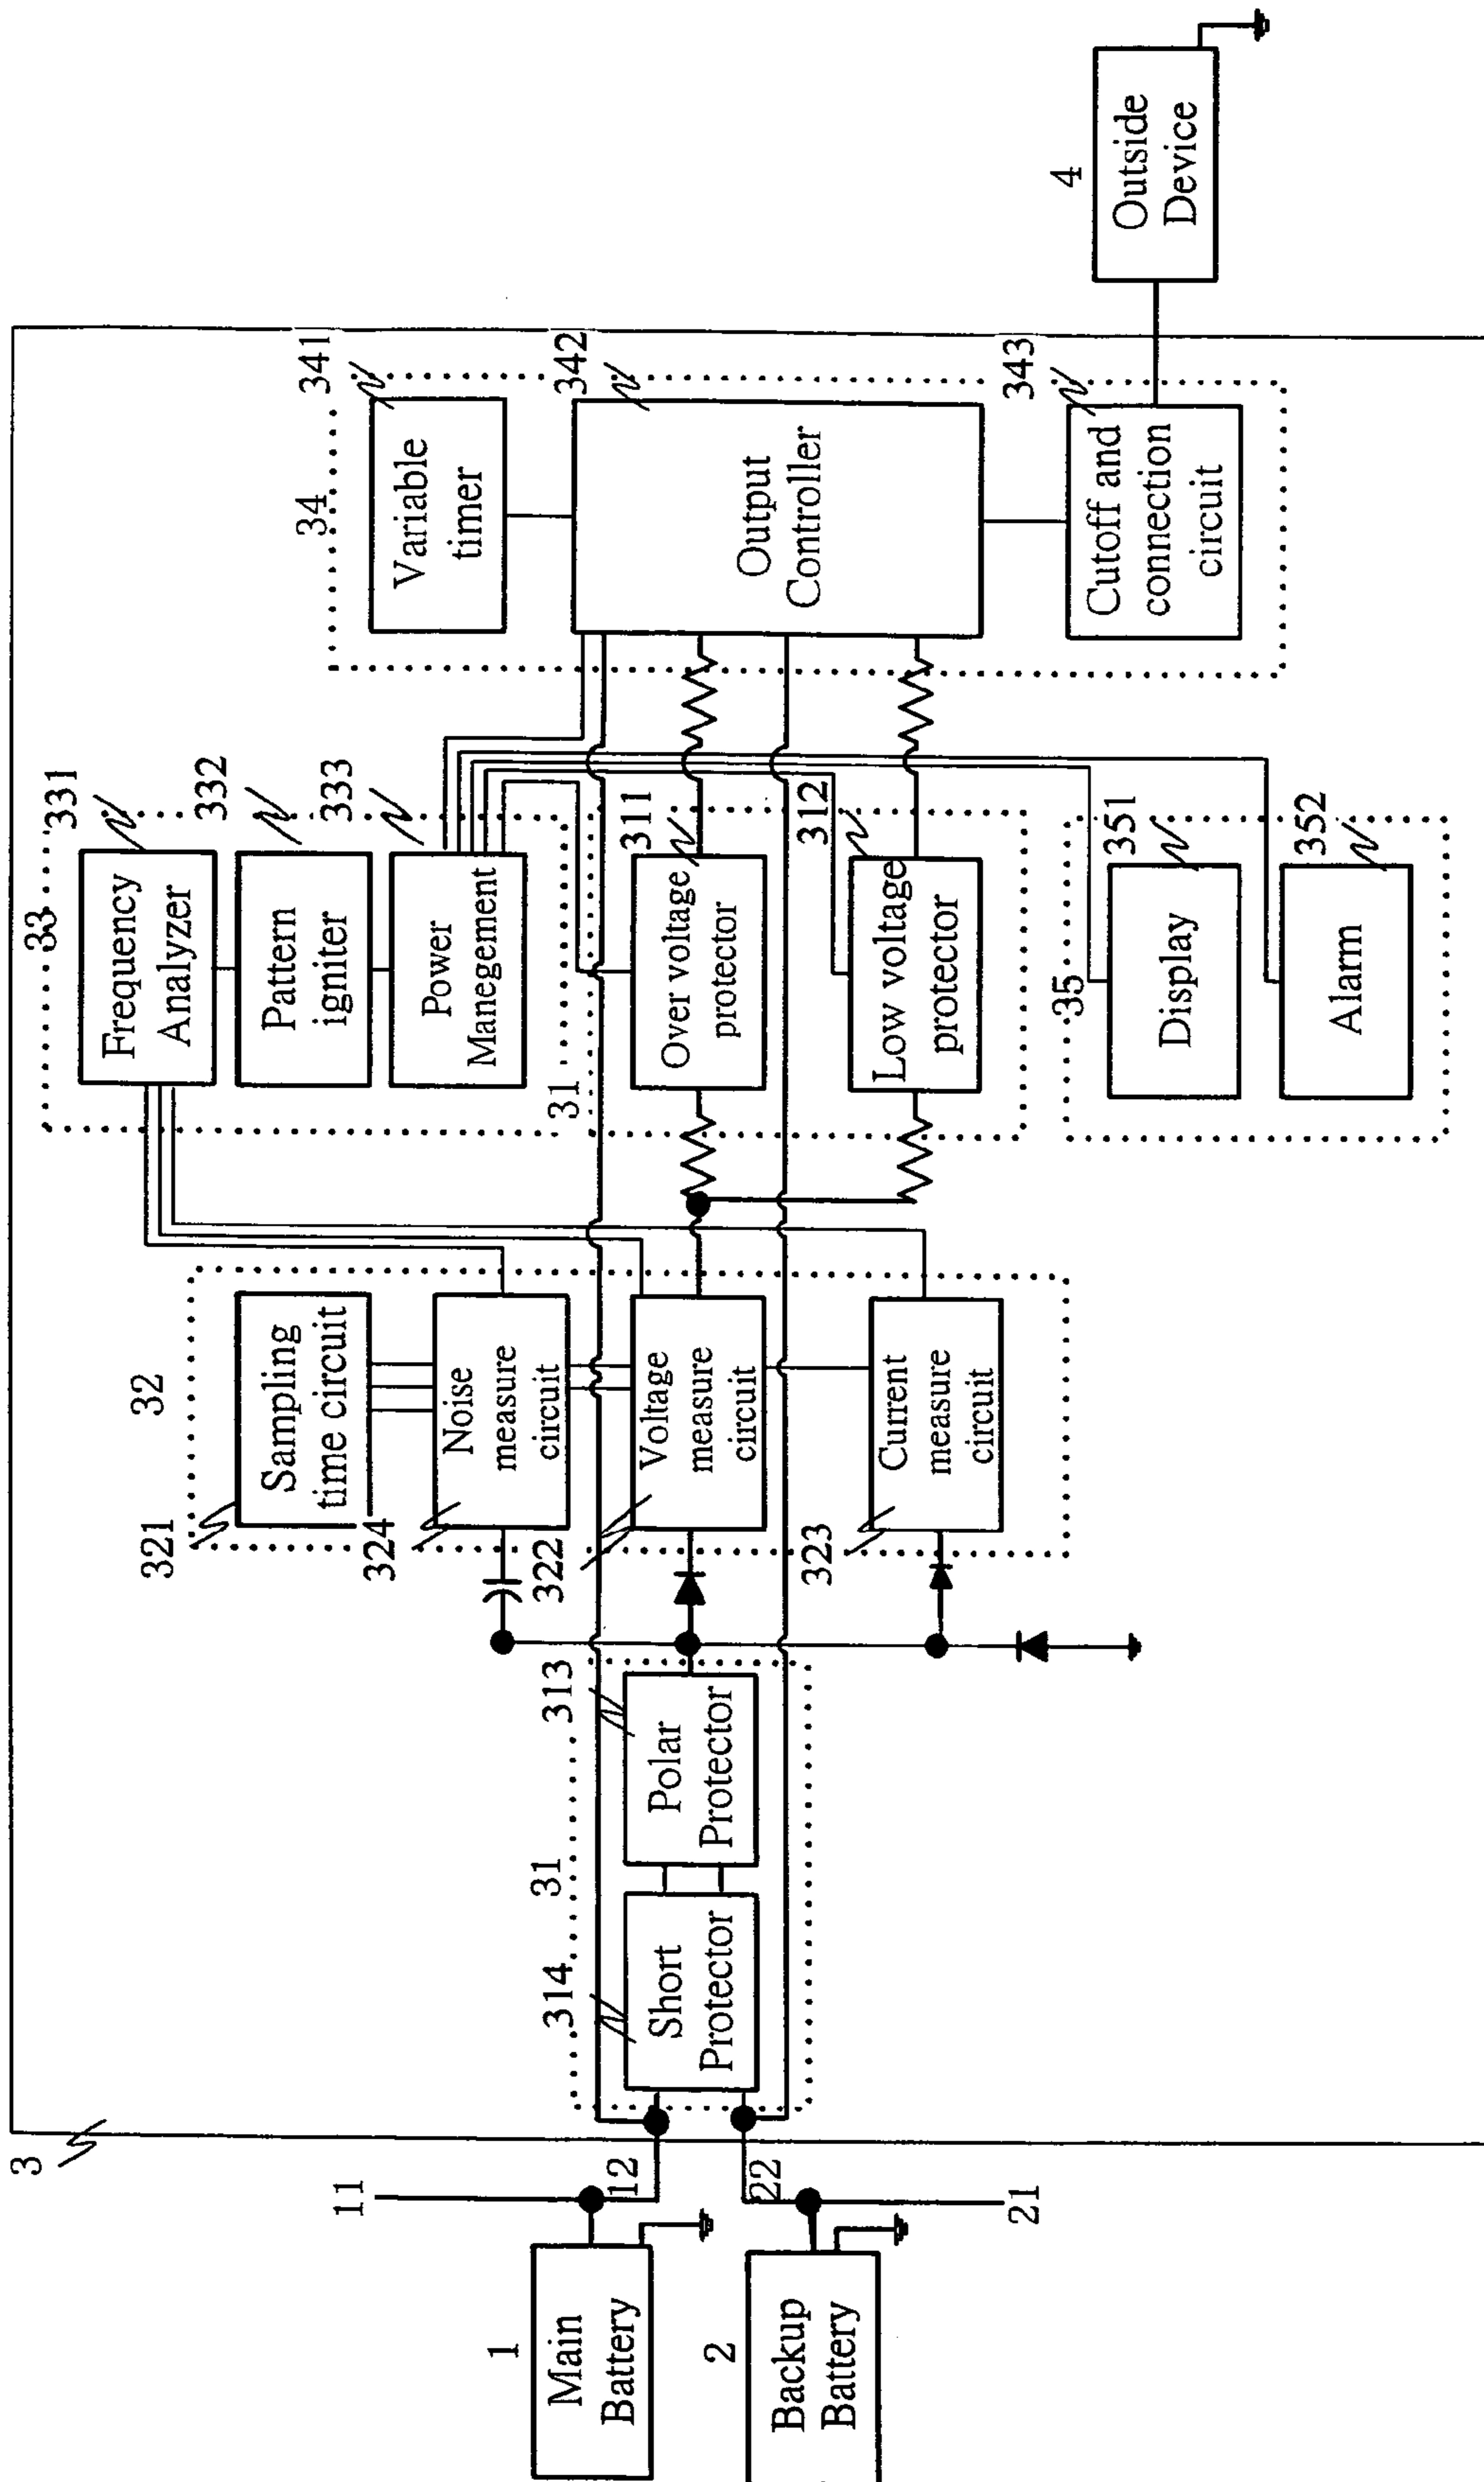 3
11
1
Main
Battery
12
2
Backup
Battery
22
21
31
314
Short
Protector
313
Polar
Protector
32
321
Sampling
time circuit
324
Noise
measure
circuit
322
Voltage
measure
circuit
323
Current
measure
circuit
33
331
Frequency
Analyzer
332
Pattern
igniter
333
Power
Manegement
31
311
Over voltage
protector
312
Low voltage
protector
35
351
Display
352
Alarm
34
341
Variable
timer
342
Output
Controller
343
Cutoff and
connection
circuit
4
Outside
Device